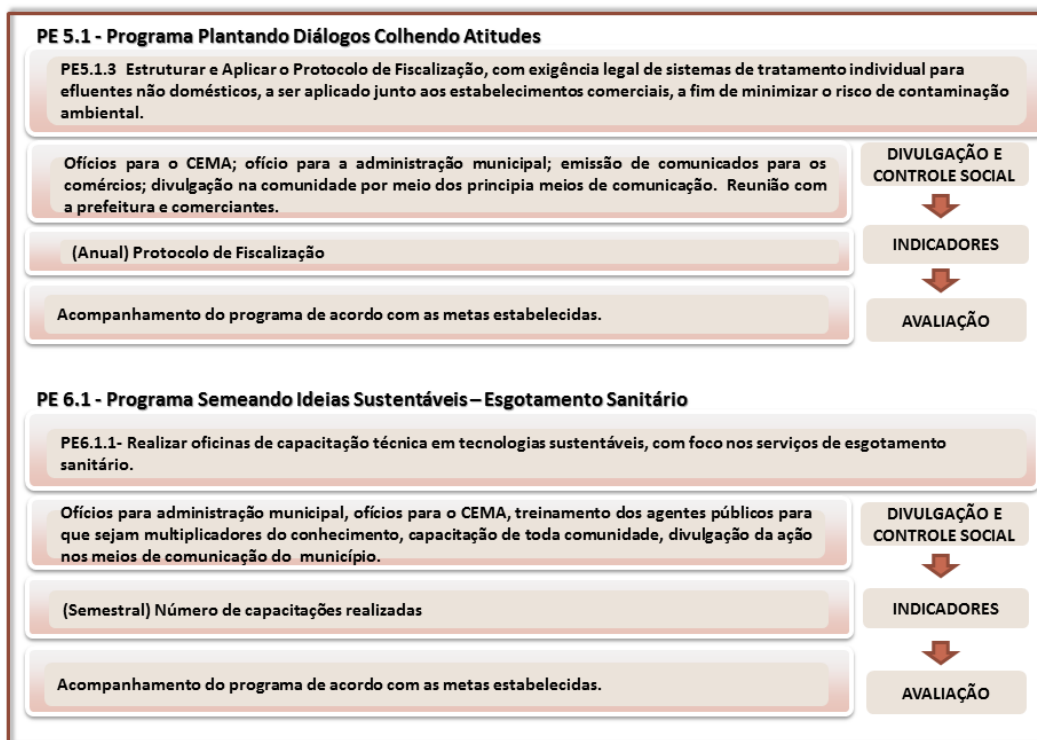 PE 5.1 - Programa Plantando Diálogos Colhendo Atitudes
PE5.1.3 Estruturar e Aplicar o Protocolo de Fiscalização, com exigência legal de sistemas de tratamento individual para
efluentes não domésticos, a ser aplicado junto aos estabelecimentos comerciais, a fim de minimizar o risco de contaminação
ambiental.
Ofícios para o CEMA; ofício para a administração municipal; emissão de comunicados para os
comércios; divulgação na comunidade por meio dos principia meios de comunicação. Reunião com
a prefeitura e comerciantes.
DIVULGAÇÃO E
CONTROLE SOCIAL
(Anual) Protocolo de Fiscalização
INDICADORES
Acompanhamento do programa de acordo com as metas estabelecidas.
AVALIAÇÃO
PE 6.1 - Programa Semeando Ideias Sustentáveis – Esgotamento Sanitário
PE6.1.1- Realizar oficinas de capacitação técnica em tecnologias sustentáveis, com foco nos serviços de esgotamento
sanitário.
Ofícios para administração municipal, ofícios para o CEMA, treinamento dos agentes públicos para
que sejam multiplicadores do conhecimento, capacitação de toda comunidade, divulgação da ação
nos meios de comunicação do município.
DIVULGAÇÃO E
CONTROLE SOCIAL
(Semestral) Número de capacitações realizadas
INDICADORES
Acompanhamento do programa de acordo com as metas estabelecidas.
AVALIAÇÃO